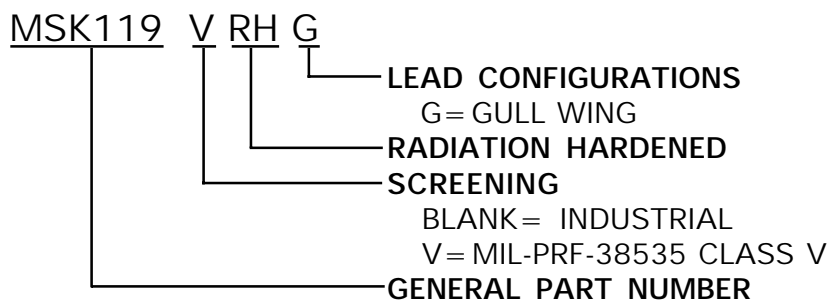 MSK119 V RH G
LEAD CONFIGURATIONS
G=GULL WING
RADIATION HARDENED
SCREENING
BLANK= INDUSTRIAL
V=MIL-PRF-38535 CLASS V
GENERAL PART NUMBER